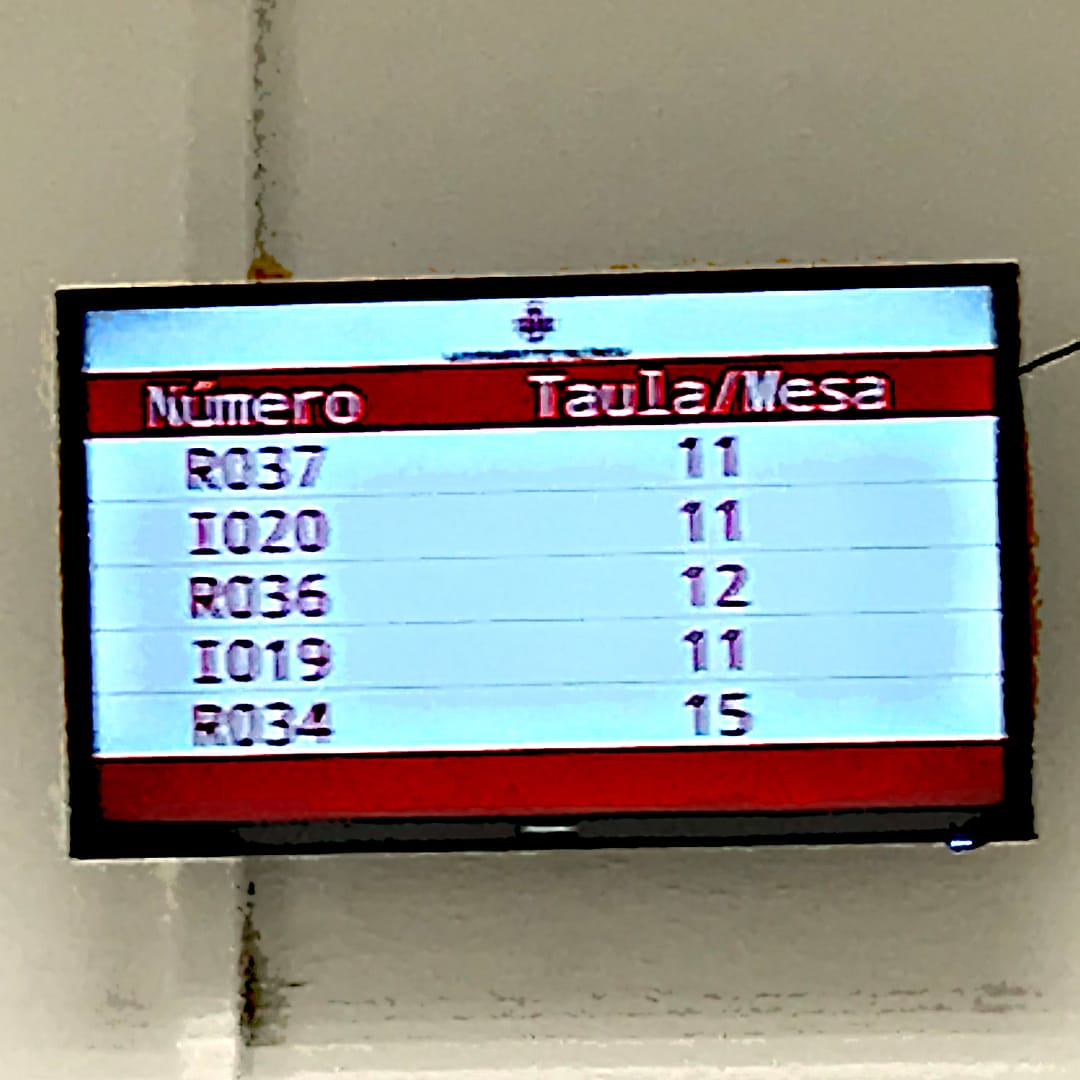 Número Taula/Mesa
R037 11
I020 11
R036 12
I019 11
R034 15